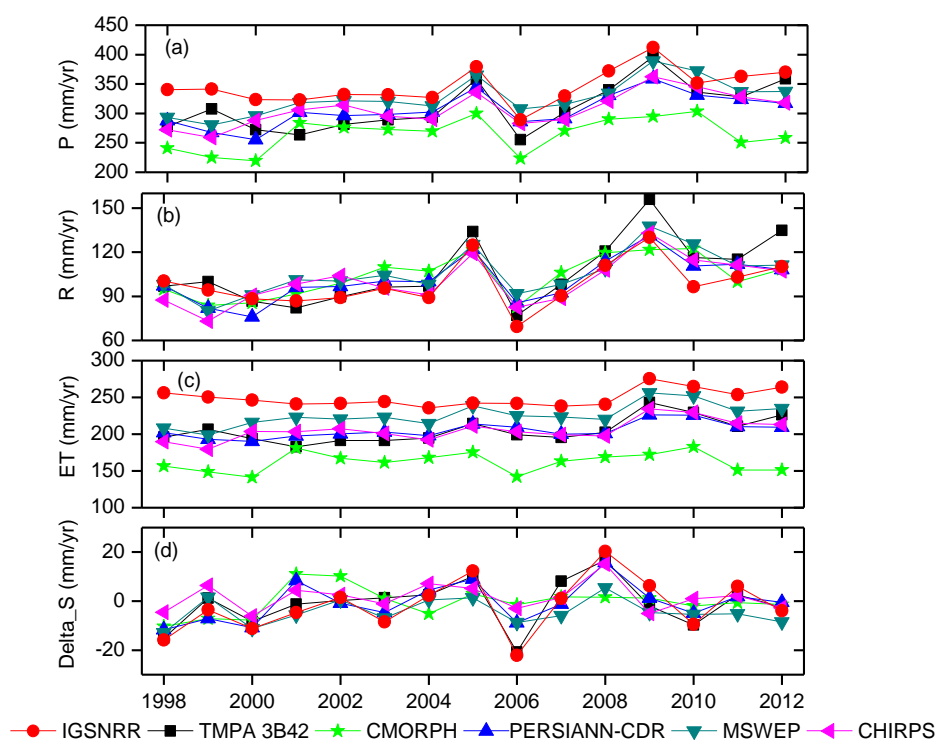 450
400
350
300
250
200
P (mm/yr)
(a)
1998 2000 2002 2004 2006 2008 2010 2012
150
120
90
60
R (mm/yr)
(b)
300
250
200
150
100
ET (mm/yr)
(c)
20
0
-20
Delta_S (mm/yr)
(d)
IGSNRR TMPA 3B42 CMORPH PERSIANN-CDR MSWEP CHIRPS